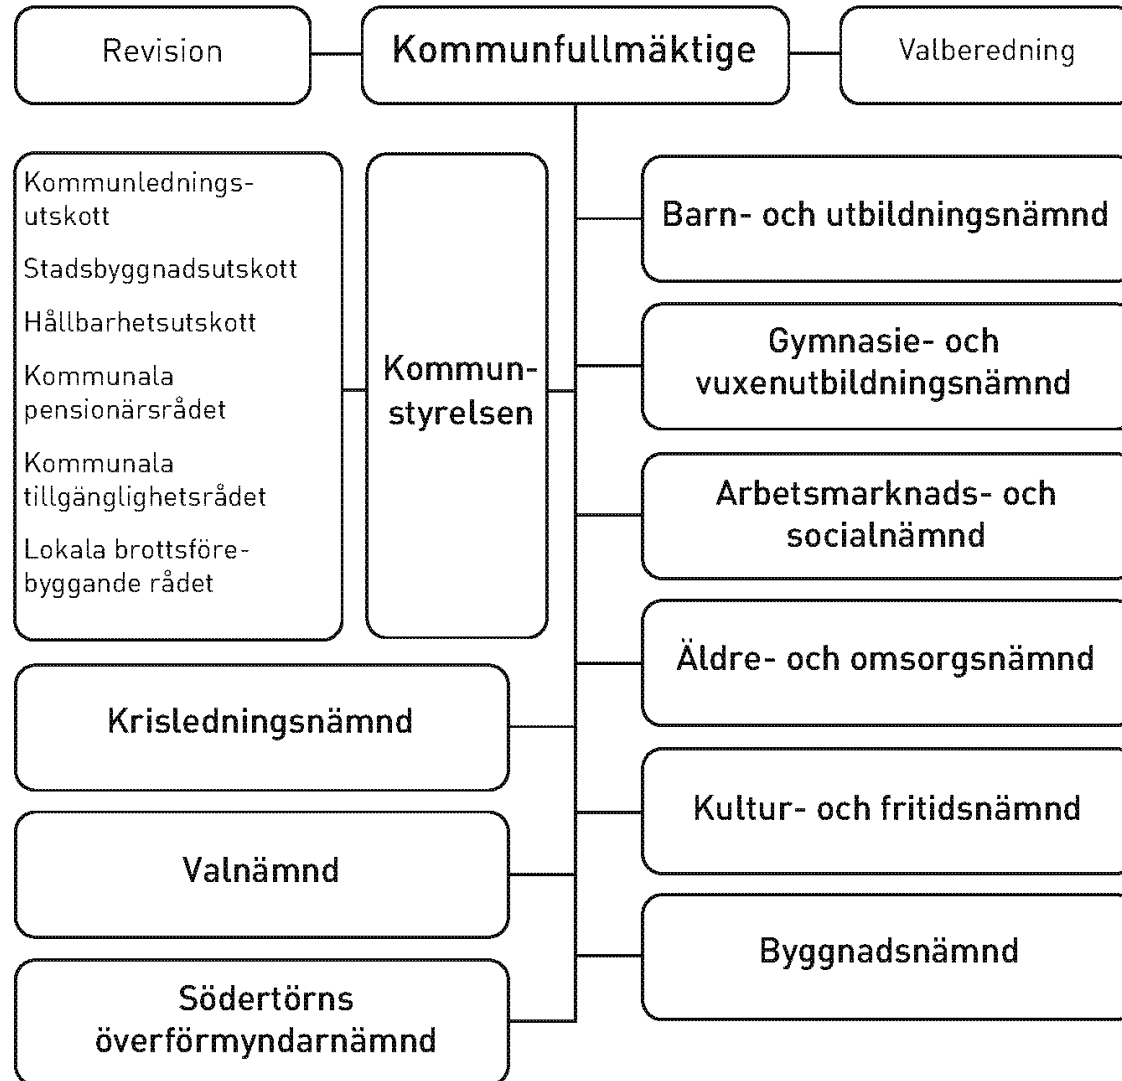 Revision
Kommunfullmäktige
Valberedning
Kommunlednings-
utskott
Stadsbyggnadsutskott
Hållbarhetsutskott
Kommunala
pensionärsrådet
Kommunala
tillgänglighetsrådet
Lokala brottsföre-
byggande rådet
Kommun-
styrelsen
Barn- och utbildningsnämnd
Gymnasie- och
vuxenutbildningsnämnd
Arbetsmarknads- och
socialnämnd
Äldre- och omsorgsnämnd
Kultur- och fritidsnämnd
Byggnadsnämnd
Krisledningsnämnd
Valnämnd
Södertörns
överförmyndarnämnd